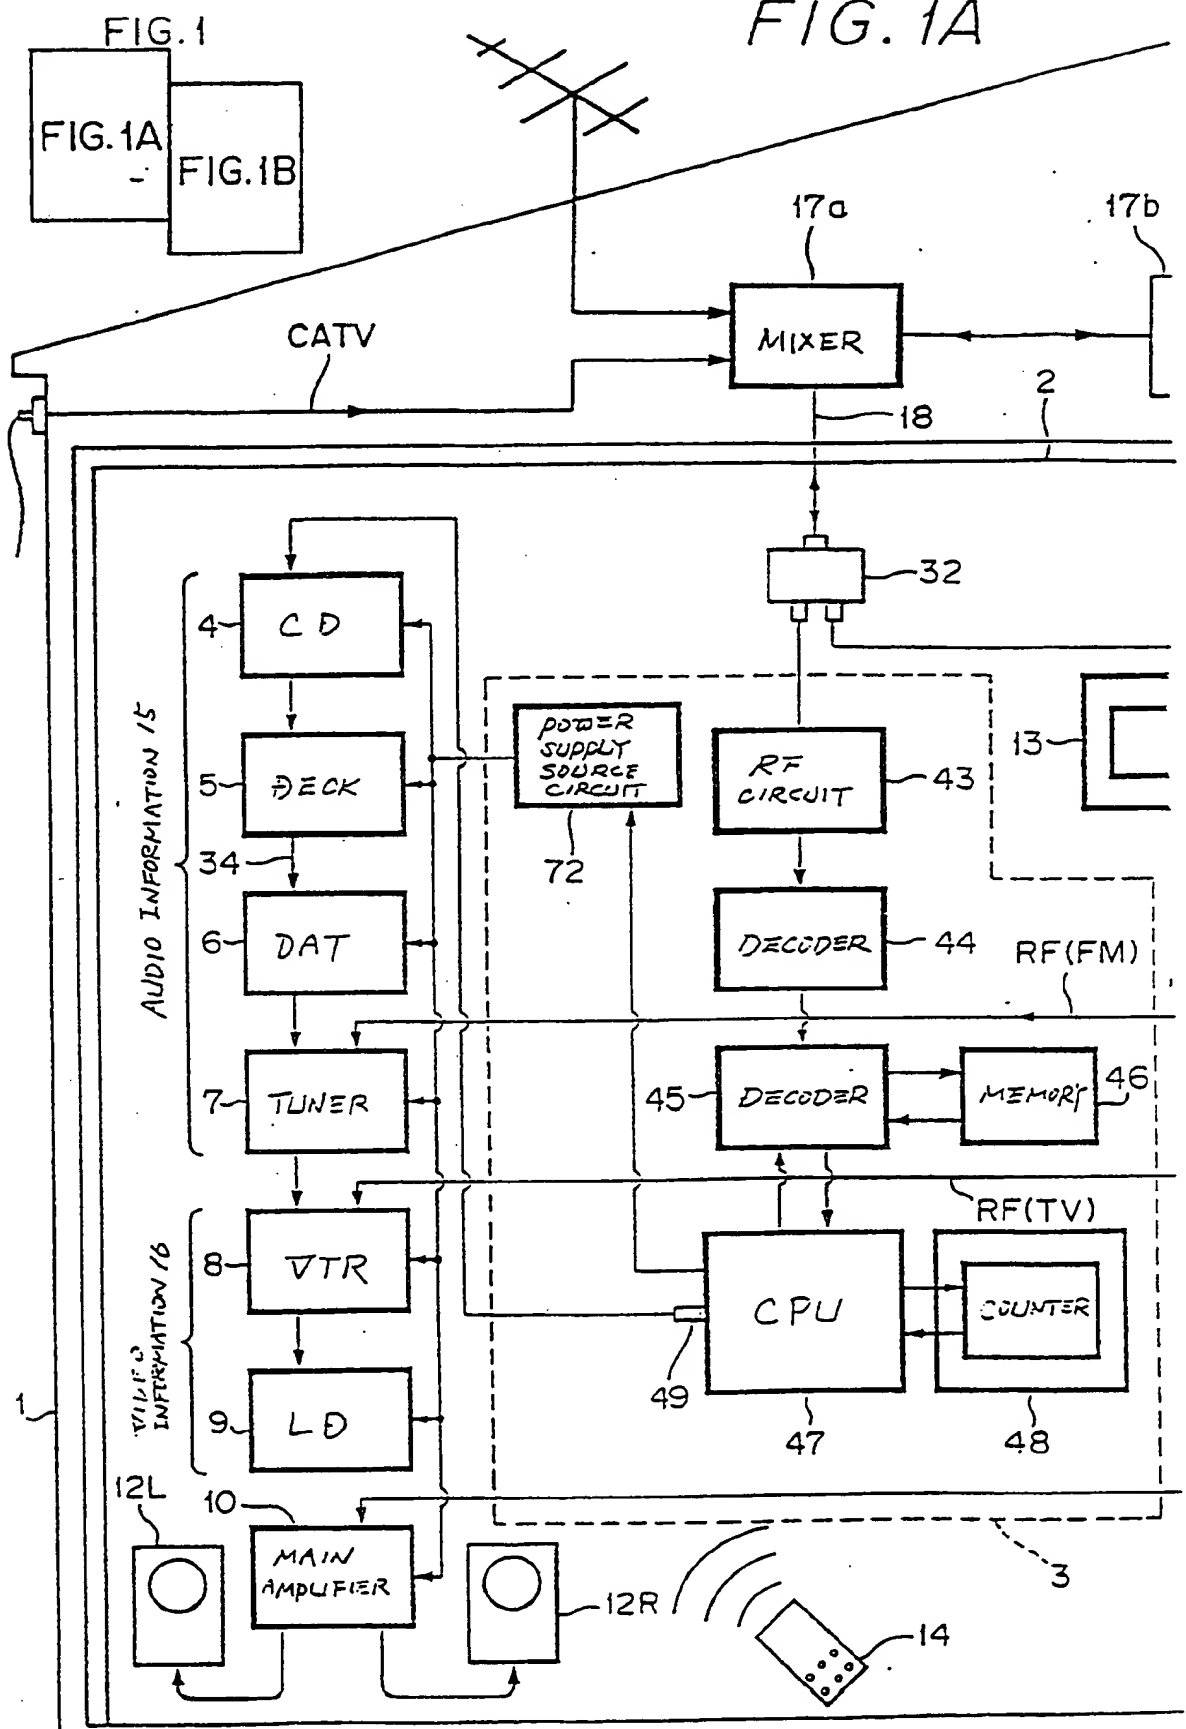 FIG. 1A
FIG. 1
FIG. 1A
FIG. 1B
17a
17b
CATV
MIXER
2
18
32
4
CD
AUDIO INFORMATION 15
POWER
SUPPLY
SOURCE
CIRCUIT
RF
CIRCUIT
13
5
DECK
43
34
72
6
DAT
DECODER
44
RF(FM)
7
TUNER
45
DECODER
MEMORY
46
RF(TV)
8
VTR
VIDEO
INFORMATION 16
CPU
COUNTER
49
1
9
LD
47
48
12L
10
MAIN
AMPLIFIER
3
12R
14